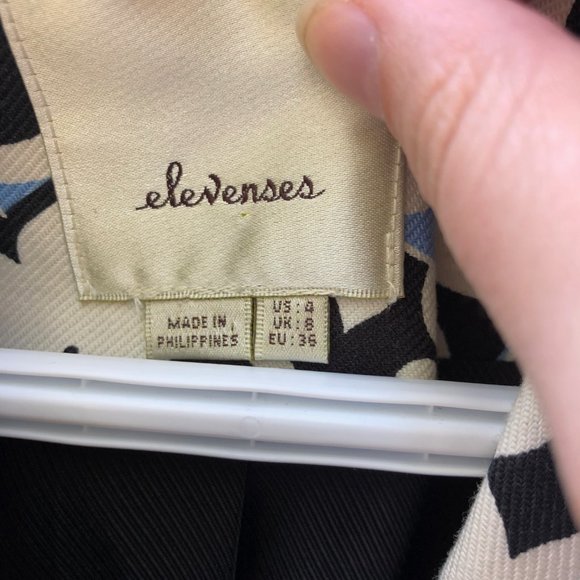 elevenses
MADE IN
PHILIPPINES
US: 4
UK: 8
EU: 36